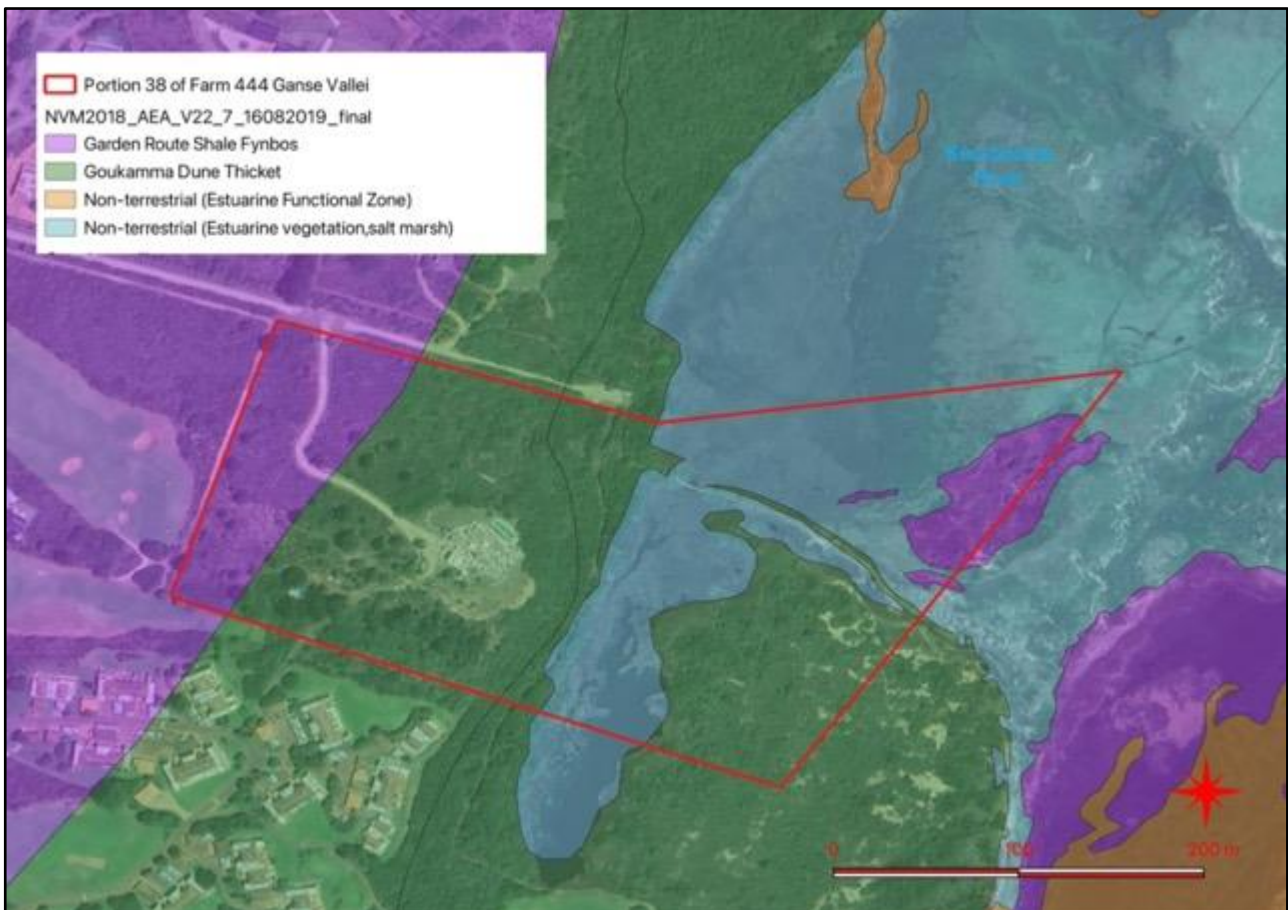 Portion 38 of Farm 444 Ganse Vallei
NVM2018_AEA_V22_7_16082019_final
Garden Route Shale Fynbos
Goukamma Dune Thicket
Non-terrestrial (Estuarine Functional Zone)
Non-terrestrial (Estuarine vegetation,salt marsh)
0 100 200 m